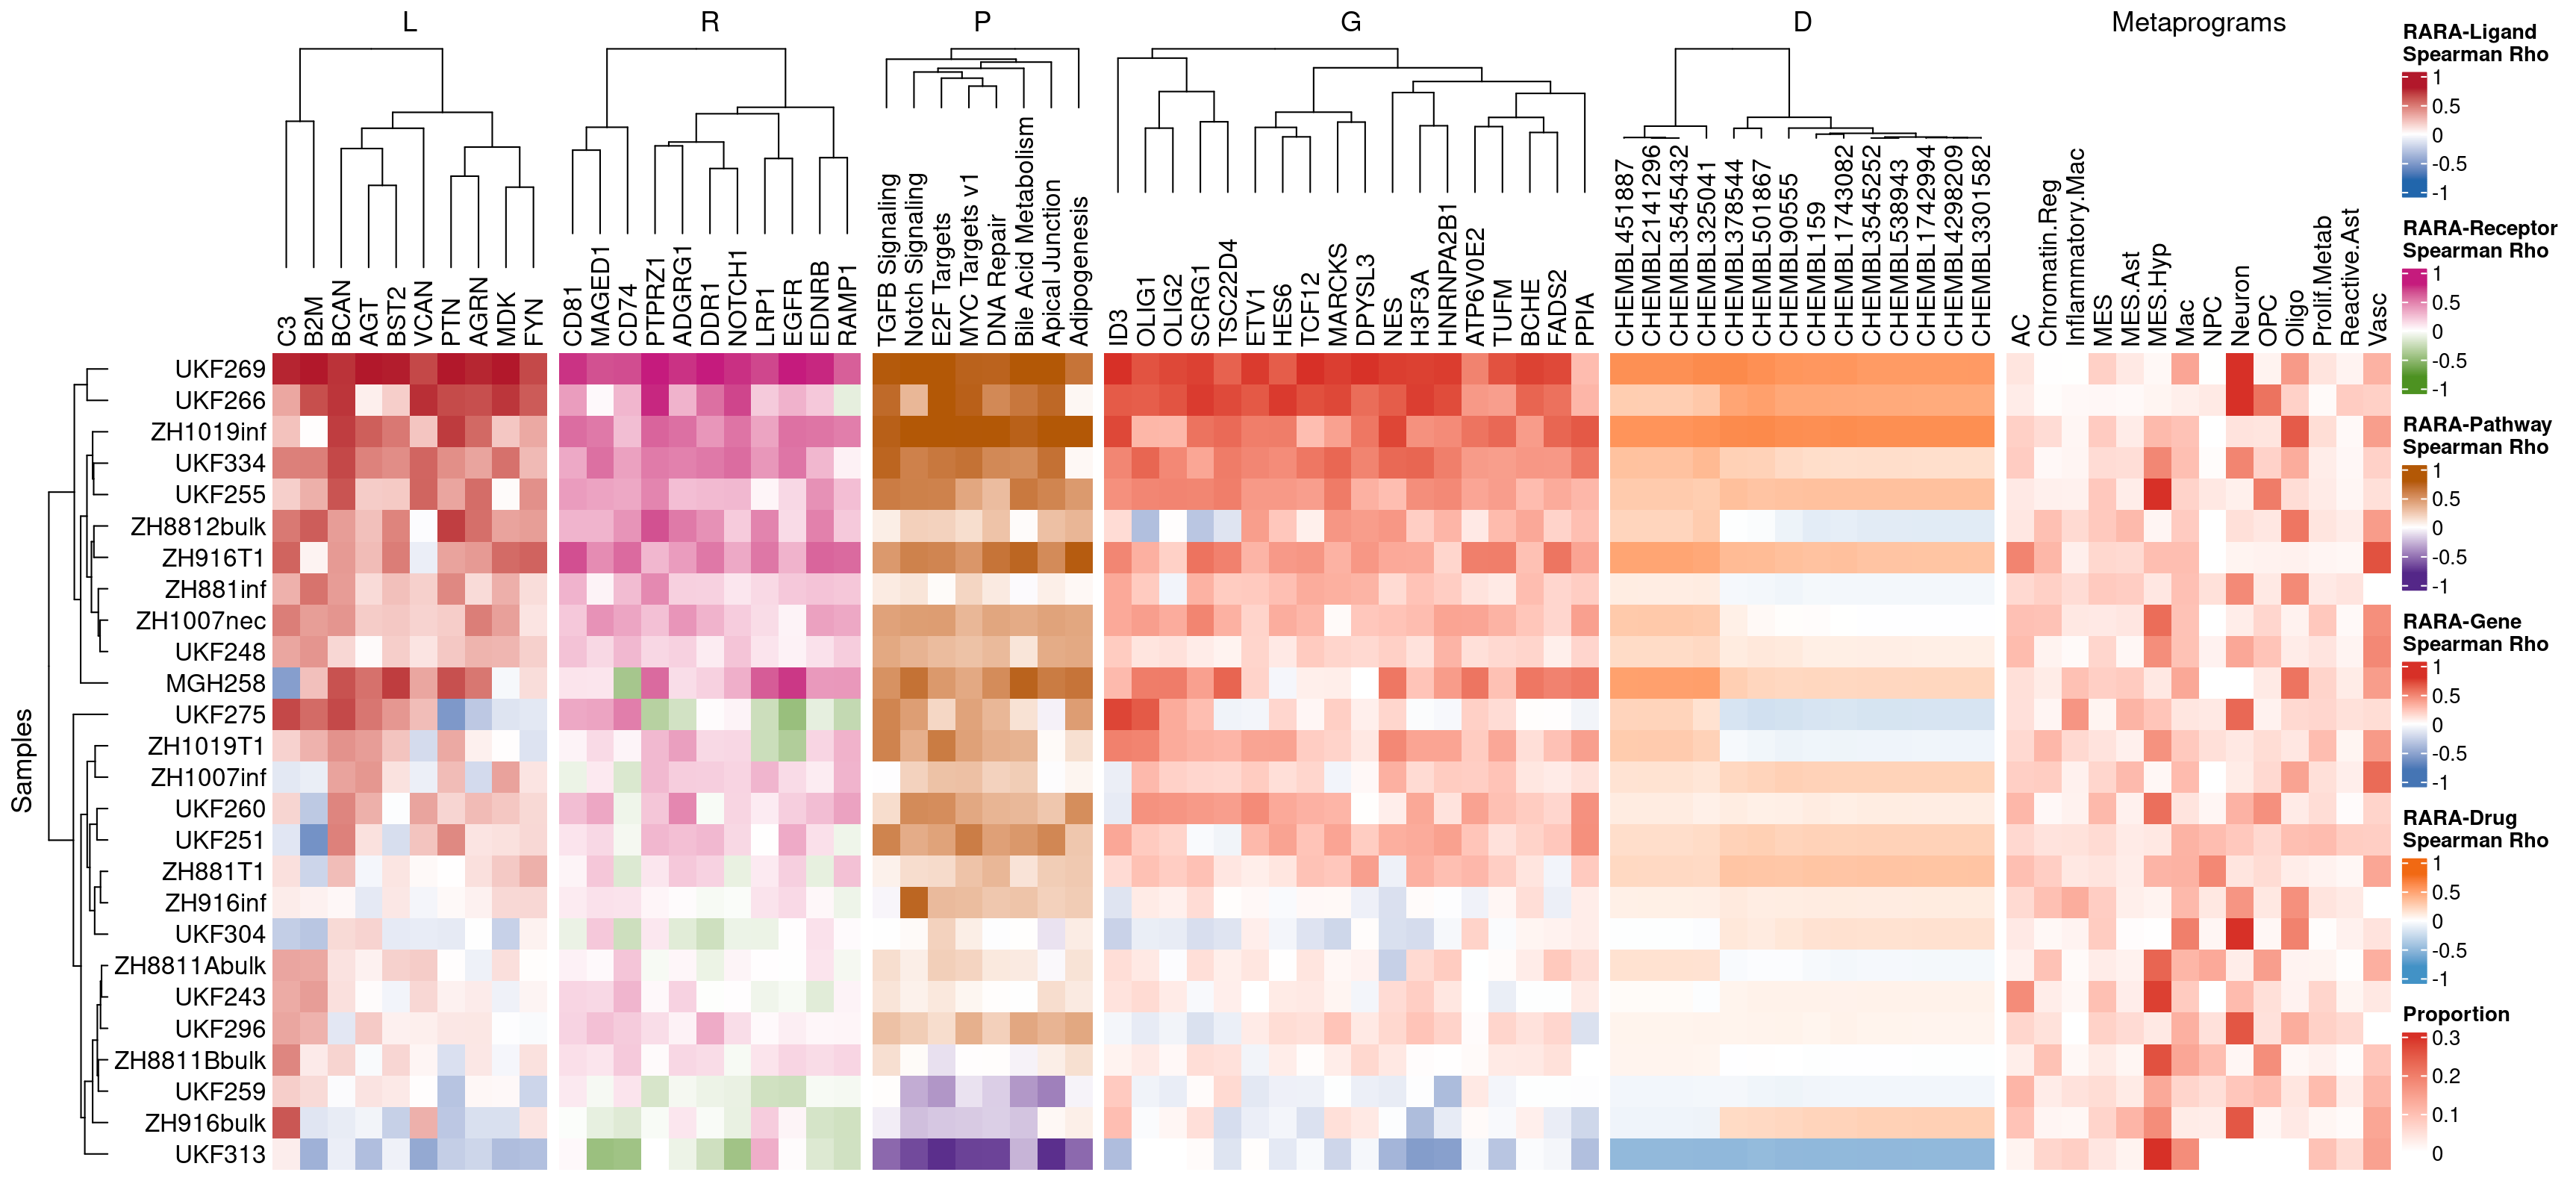 L R P G D Metaprograms
C3
B2M
BCAN
AGT
BST2
VCAN
PTN
AGRN
MDK
FYN
CD81
MAGED1
CD74
PTPRZ1
ADGRG1
DDR1
NOTCH1
LRP1
EGFR
EDNRB
RAMP1
TGFB Signaling
Notch Signaling
E2F Targets
MYC Targets v1
DNA Repair
Bile Acid Metabolism
Apical Junction
Adipogenesis
ID3
OLIG1
OLIG2
SCRG1
TSC22D4
ETV1
HES6
TCF12
MARCKS
DPYSL3
NES
H3F3A
HNRNPA2B1
ATP6V0E2
TUFM
BCHE
FADS2
PPIA
CHEMBL451887
CHEMBL2141296
CHEMBL3545432
CHEMBL325041
CHEMBL378544
CHEMBL501867
CHEMBL90555
CHEMBL159
CHEMBL1743082
CHEMBL3545252
CHEMBL538943
CHEMBL1742994
CHEMBL4298209
CHEMBL3301582
AC
Chromatin.Reg
Inflammatory.Mac
MES
MES.Ast
MES.Hyp
Mac
NPC
Neuron
OPC
Oligo
Prolif.Metab
Reactive.Ast
Vasc
Samples
UKF269
UKF266
ZH1019inf
UKF334
UKF255
ZH8812bulk
ZH916T1
ZH881inf
ZH1007nec
UKF248
MGH258
UKF275
ZH1019T1
ZH1007inf
UKF260
UKF251
ZH881T1
ZH916inf
UKF304
ZH8811Abulk
UKF243
UKF296
ZH8811Bbulk
UKF259
ZH916bulk
UKF313
RARA-Ligand
Spearman Rho
1
0.5
0
-0.5
-1
RARA-Receptor
Spearman Rho
1
0.5
0
-0.5
-1
RARA-Pathway
Spearman Rho
1
0.5
0
-0.5
-1
RARA-Gene
Spearman Rho
1
0.5
0
-0.5
-1
RARA-Drug
Spearman Rho
1
0.5
0
-0.5
-1
Proportion
0.3
0.2
0.1
0